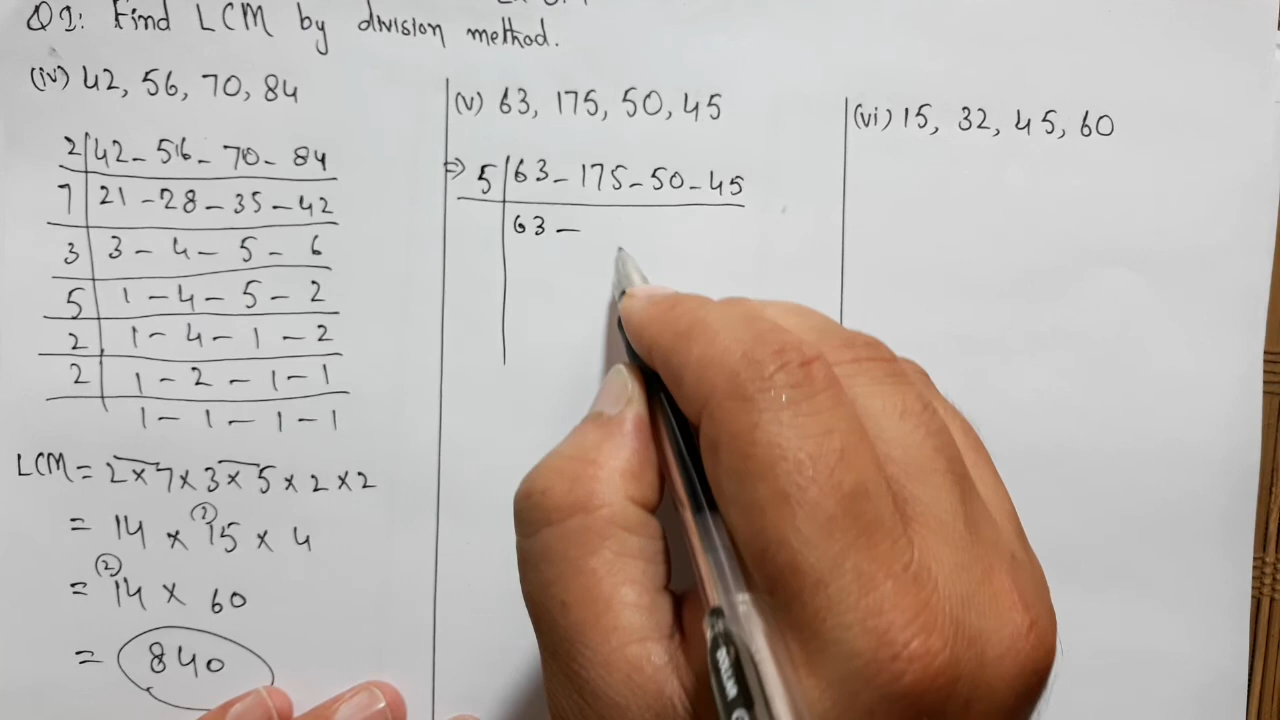 Q2: Find LCM by division method.
(iv) 42, 56, 70, 84
2 | 42 - 56 - 70 - 84
7 | 21 - 28 - 35 - 42
3 | 3 - 4 - 5 - 6
5 | 1 - 4 - 5 - 2
2 | 1 - 4 - 1 - 2
2 | 1 - 2 - 1 - 1
1 - 1 - 1 - 1
LCM = 2 × 7 × 3 × 5 × 2 × 2
= 14 × 15 × 4
= 14 × 60
= 840
(v) 63, 175, 50, 45
⇒ 5 | 63 - 175 - 50 - 45
63 -
(vi) 15, 32, 45, 60
DOLLAR